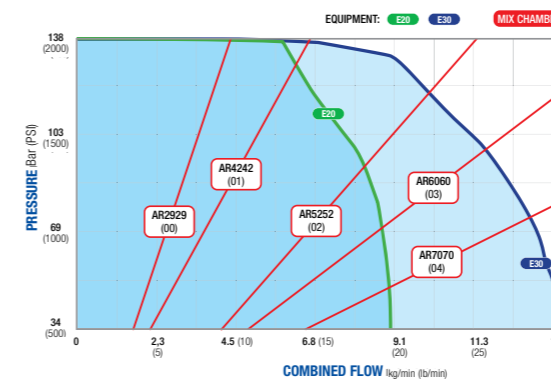 EQUIPMENT: E20 E30 MIX CHAMB
138
(2000)
103
(1500)
69
(1000)
34
(500)
PRESSURE Bar (PSI)
E20
AR4242
(01)
AR6060
(03)
AR2929
(00)
AR5252
(02)
AR7070
(04)
E30
0 2,3 4.5 (10) 6.8 (15) 9.1 11.3
(5) (20) (25)
COMBINED FLOW kg/min (lb/min)